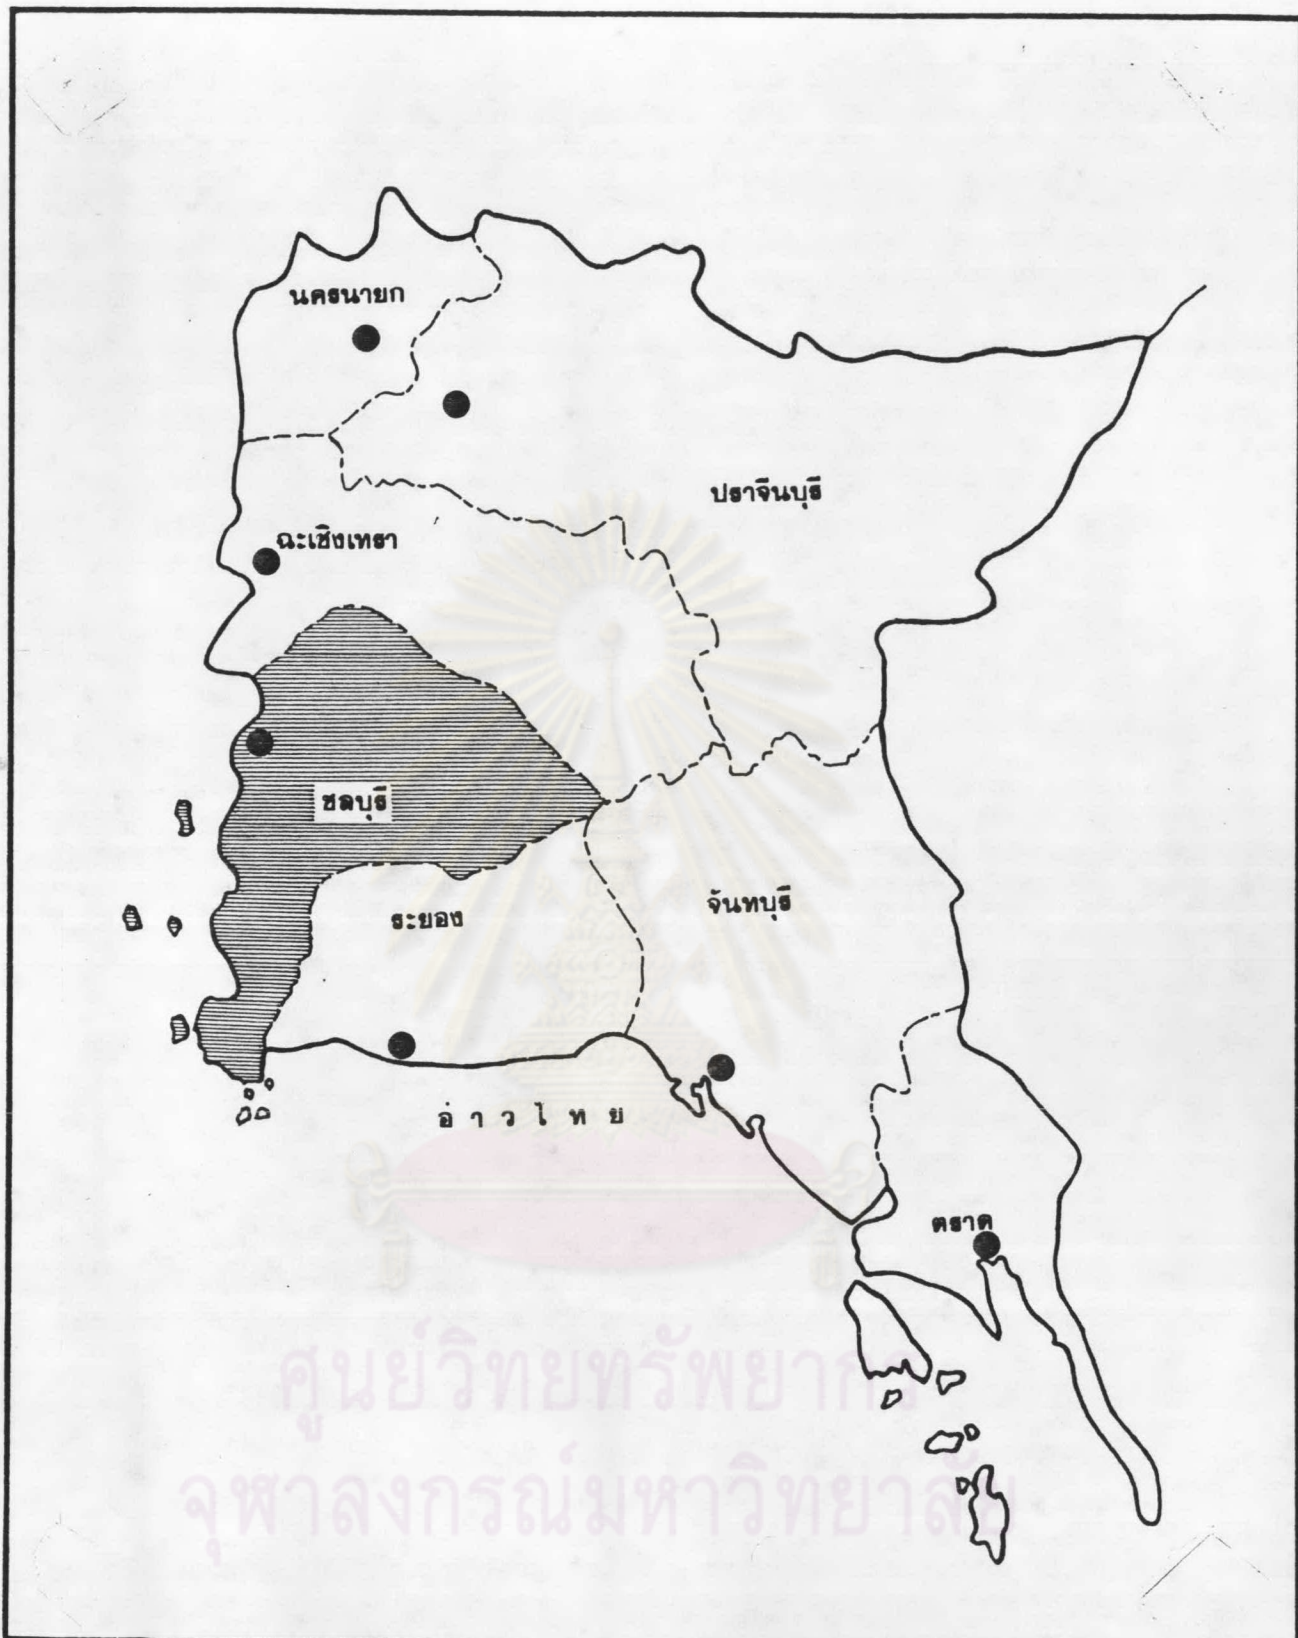 นครนายก
ปราจีนบุรี
ฉะเชิงเทรา
ชลบุรี
ระยอง
จันทบุรี
อ่าวไทย
ตราด
ศูนย์วิทยทรัพยากร
จุฬาลงกรณ์มหาวิทยาลัย